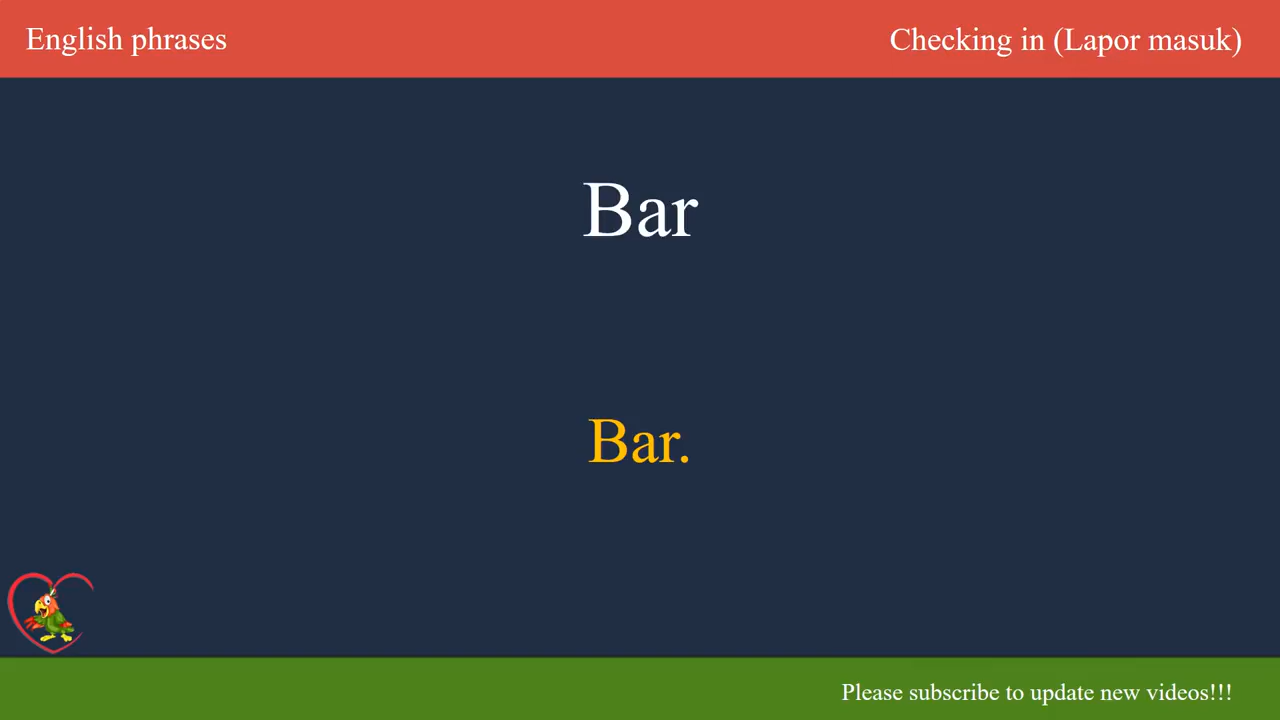 English phrases
Checking in (Lapor masuk)
Bar
Bar.
Please subscribe to update new videos!!!